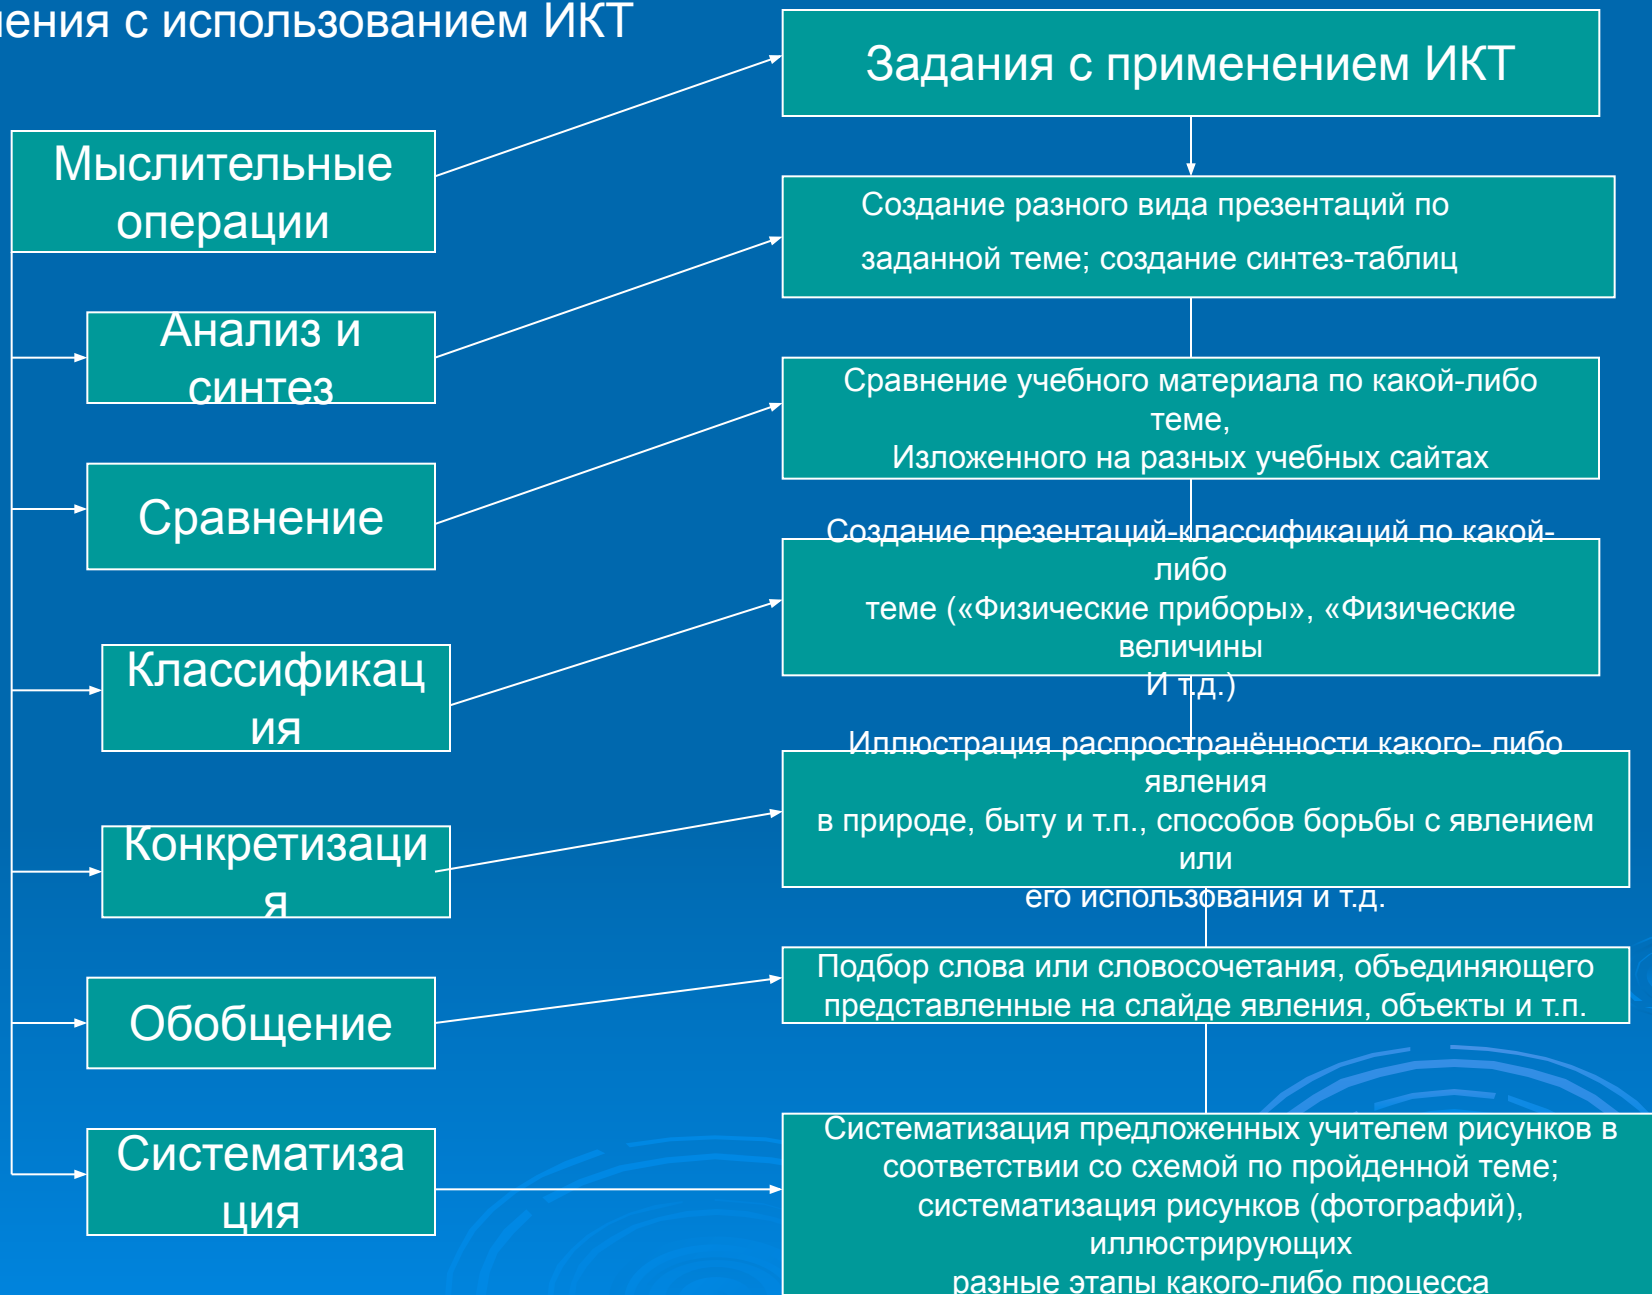 ения с использованием ИКТ
Задания с применением ИКТ
Мыслительные
операции
Создание разного вида презентаций по
заданной теме; создание синтез-таблиц
Анализ и
синтез
Сравнение учебного материала по какой-либо
теме,
Изложенного на разных учебных сайтах
Сравнение
Создание презентаций-классификаций по какой-
либо
теме («Физические приборы», «Физические
величины
И т.д.)
Классификац
ия
Иллюстрация распространённости какого- либо
явления
в природе, быту и т.п., способов борьбы с явлением
или
его использования и т.д.
Конкретизаци
я
Подбор слова или словосочетания, объединяющего
представленные на слайде явления, объекты и т.п.
Обобщение
Систематизация предложенных учителем рисунков в
соответствии со схемой по пройденной теме;
систематизация рисунков (фотографий),
иллюстрирующих
разные этапы какого-либо процесса
Систематиза
ция